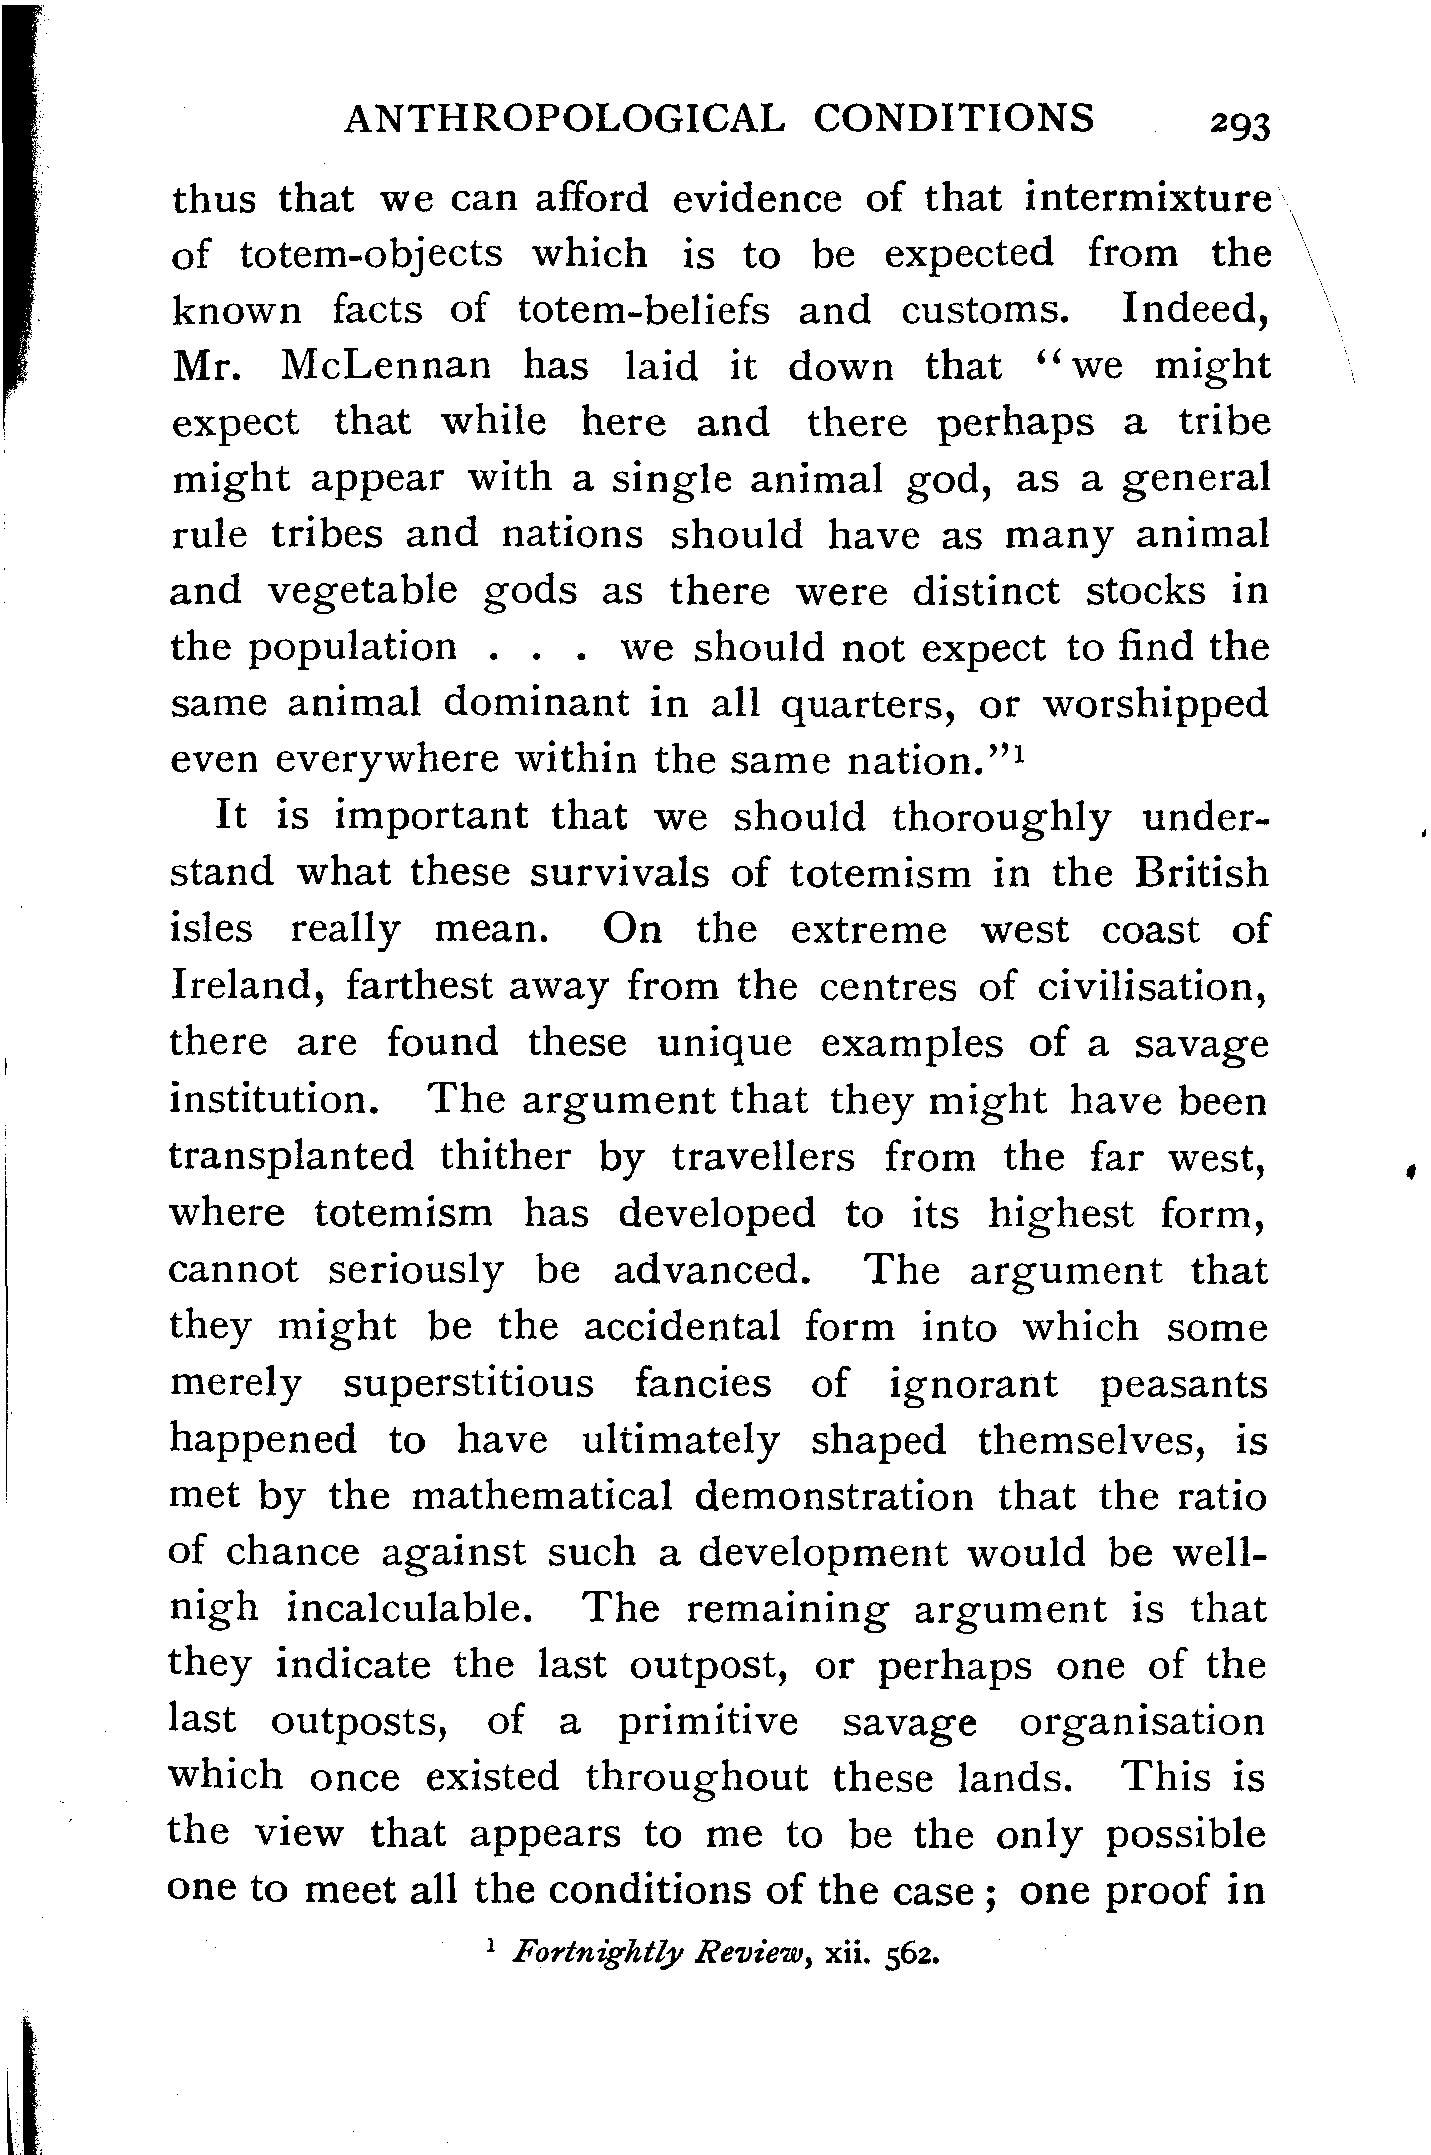 ANTHROPOLOGICAL CONDITIONS 293
thus that we can afford evidence of that intermixture
of totem-objects which is to be expected from the
known facts of totem-beliefs and customs. Indeed,
Mr. McLennan has laid it down that “we might
expect that while here and there perhaps a tribe
might appear with a single animal god, as a general
rule tribes and nations should have as many animal
and vegetable gods as there were distinct stocks in
the population . . . we should not expect to find the
same animal dominant in all quarters, or worshipped
even everywhere within the same nation.”¹
It is important that we should thoroughly under-
stand what these survivals of totemism in the British
isles really mean. On the extreme west coast of
Ireland, farthest away from the centres of civilisation,
there are found these unique examples of a savage
institution. The argument that they might have been
transplanted thither by travellers from the far west,
where totemism has developed to its highest form,
cannot seriously be advanced. The argument that
they might be the accidental form into which some
merely superstitious fancies of ignorant peasants
happened to have ultimately shaped themselves, is
met by the mathematical demonstration that the ratio
of chance against such a development would be well-
nigh incalculable. The remaining argument is that
they indicate the last outpost, or perhaps one of the
last outposts, of a primitive savage organisation
which once existed throughout these lands. This is
the view that appears to me to be the only possible
one to meet all the conditions of the case; one proof in
¹ Fortnightly Review, xii. 562.